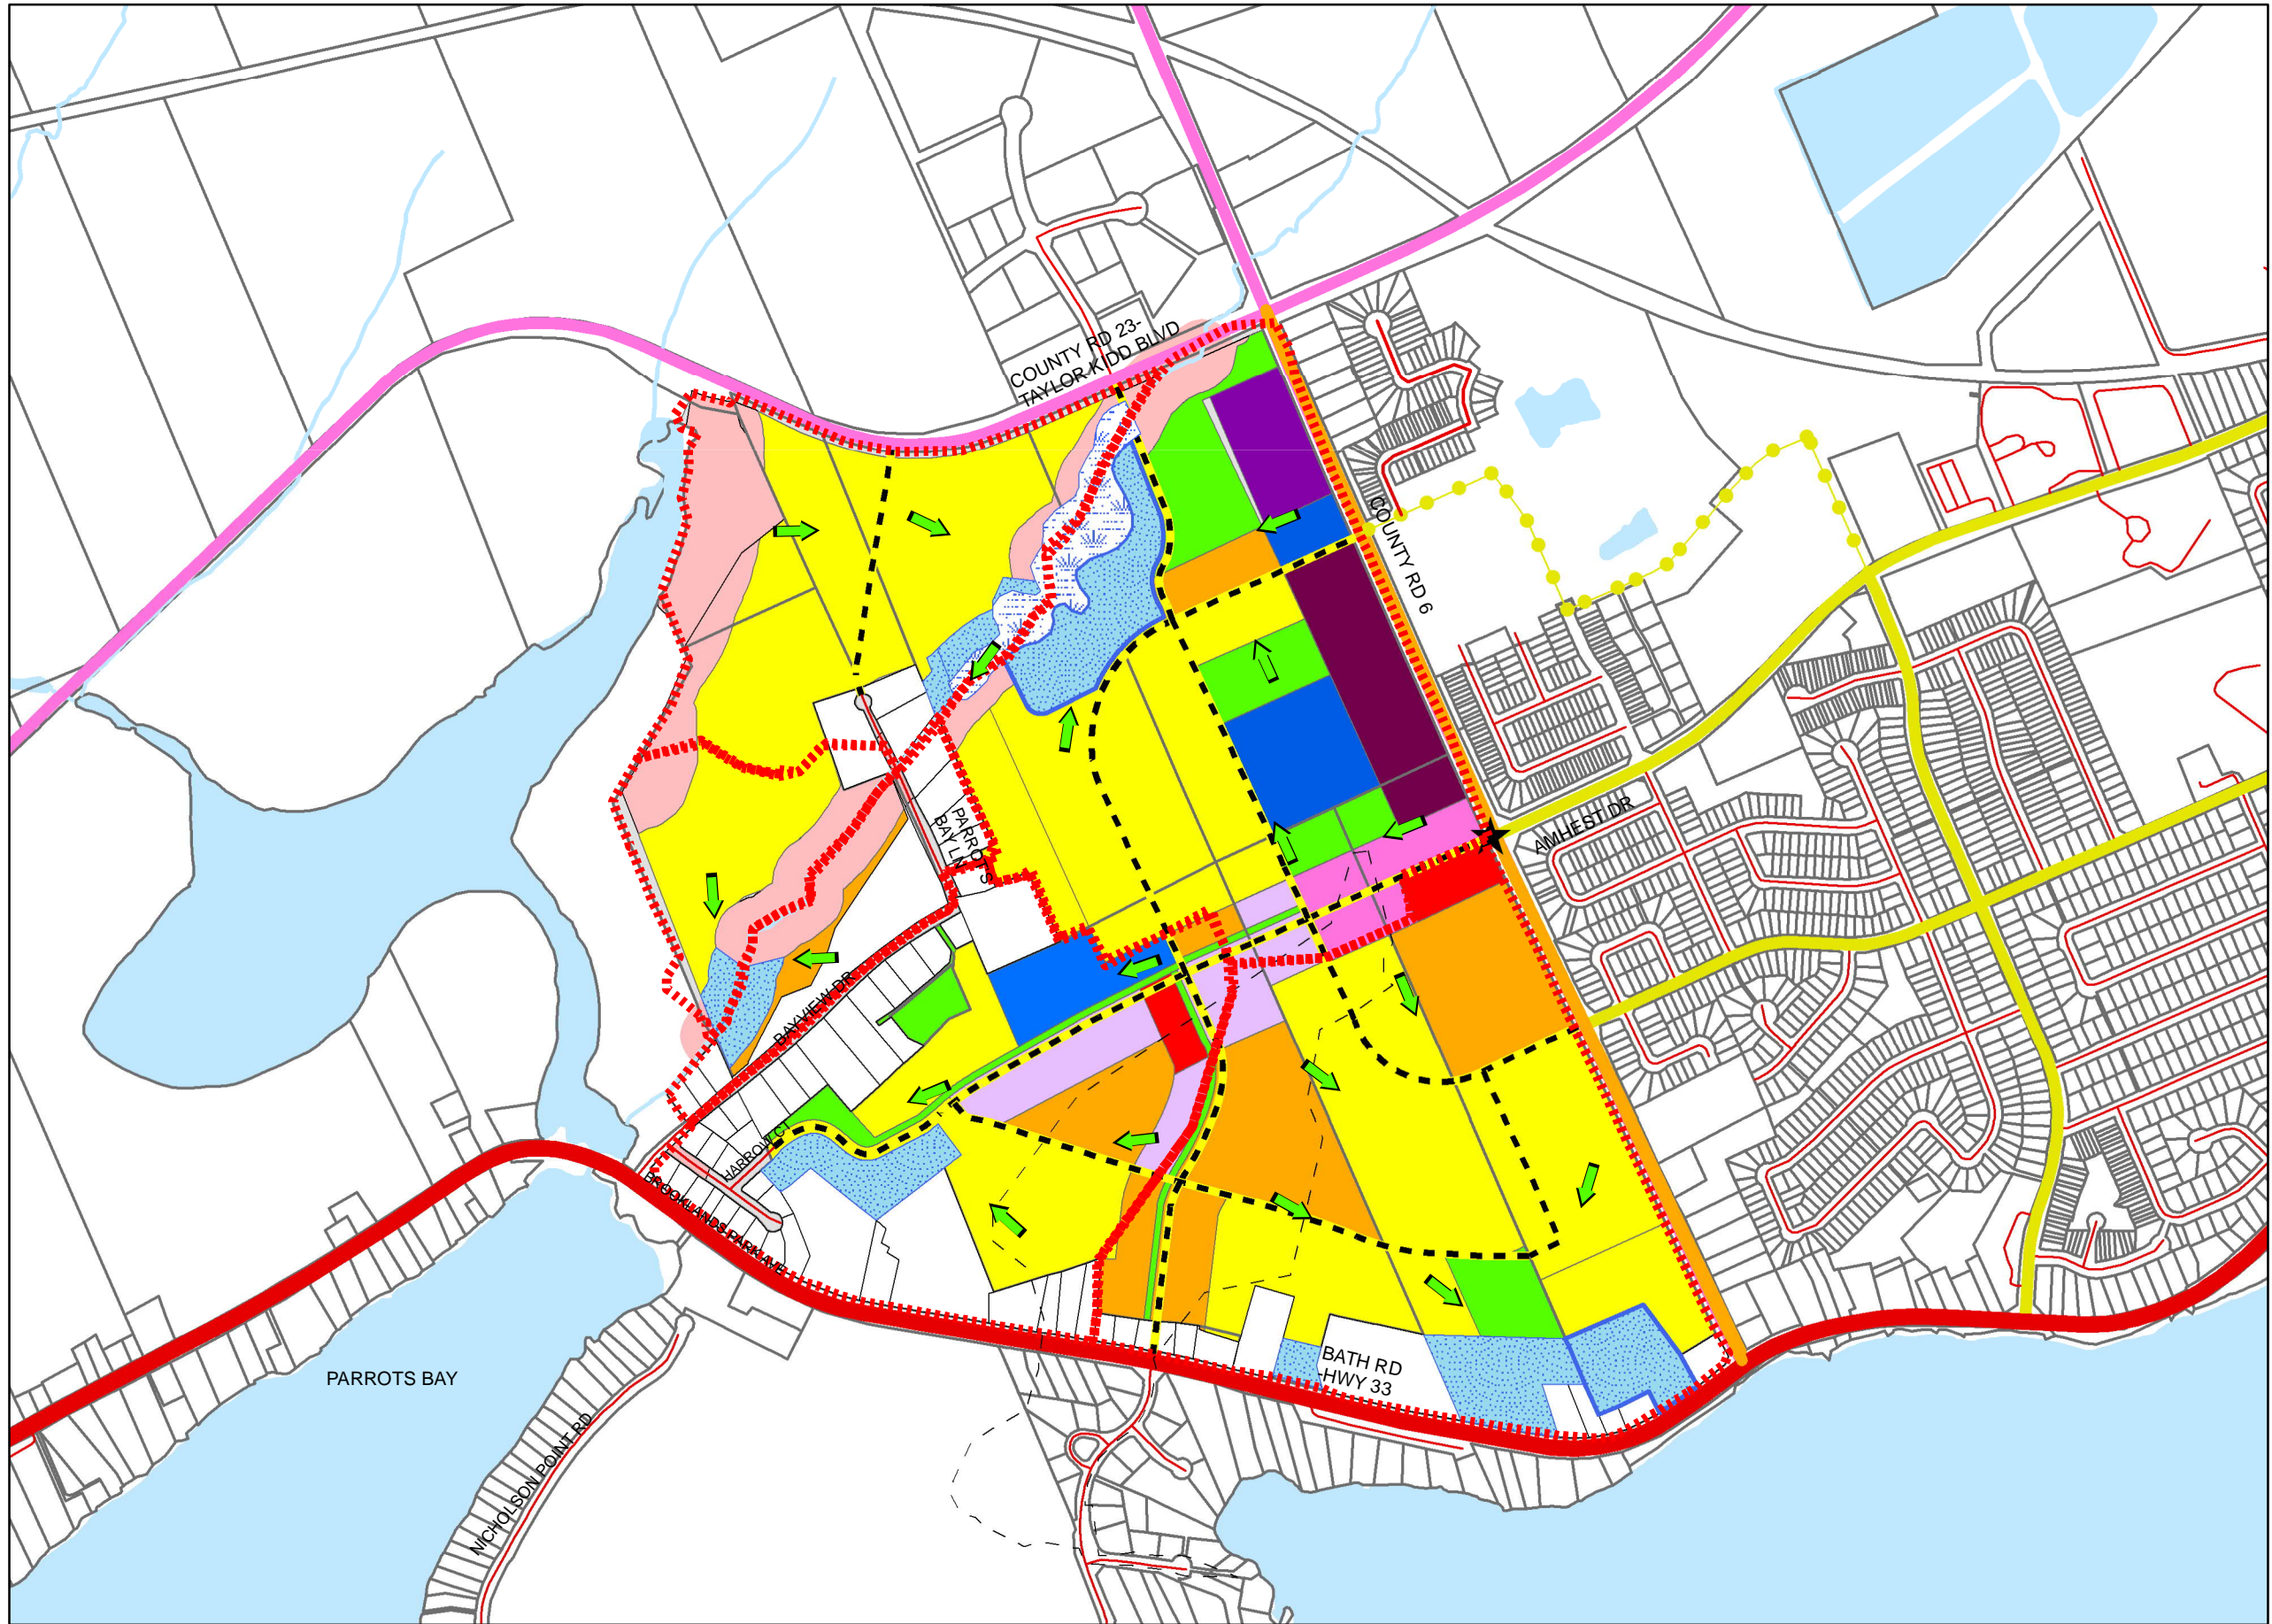 COUNTY RD 23-
TAYLOR KIDD BLVD
COUNTY RD 6
AMHEST DR
PARROTS
BAY LN
BAYVIEW DR
HARROW CT
BROOKLANDS PARK AVE
BATH RD
-HWY 33
PARROTS BAY
NICHOLSON POINT RD